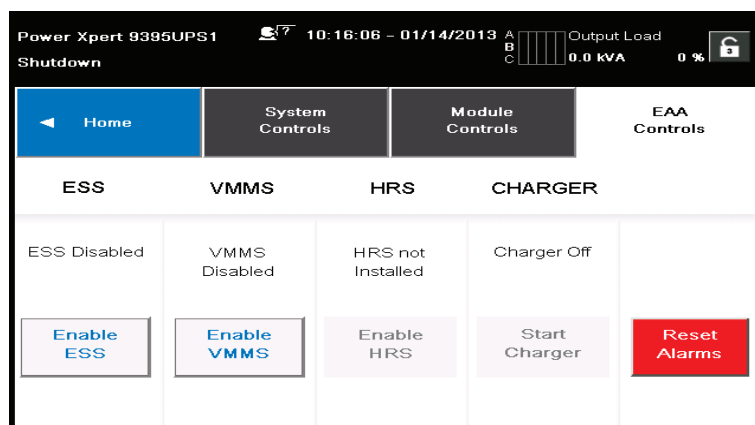 Power Xpert 9395UPS1 ? 10:16:06 - 01/14/2013 A Output Load
B
Shutdown C 0.0 kVA 0 % 3
Home System Controls Module Controls EAA Controls
ESS VMMS HRS CHARGER
ESS Disabled VMMS Disabled HRS not Installed Charger Off
Enable ESS Enable VMMS Enable HRS Start Charger Reset Alarms